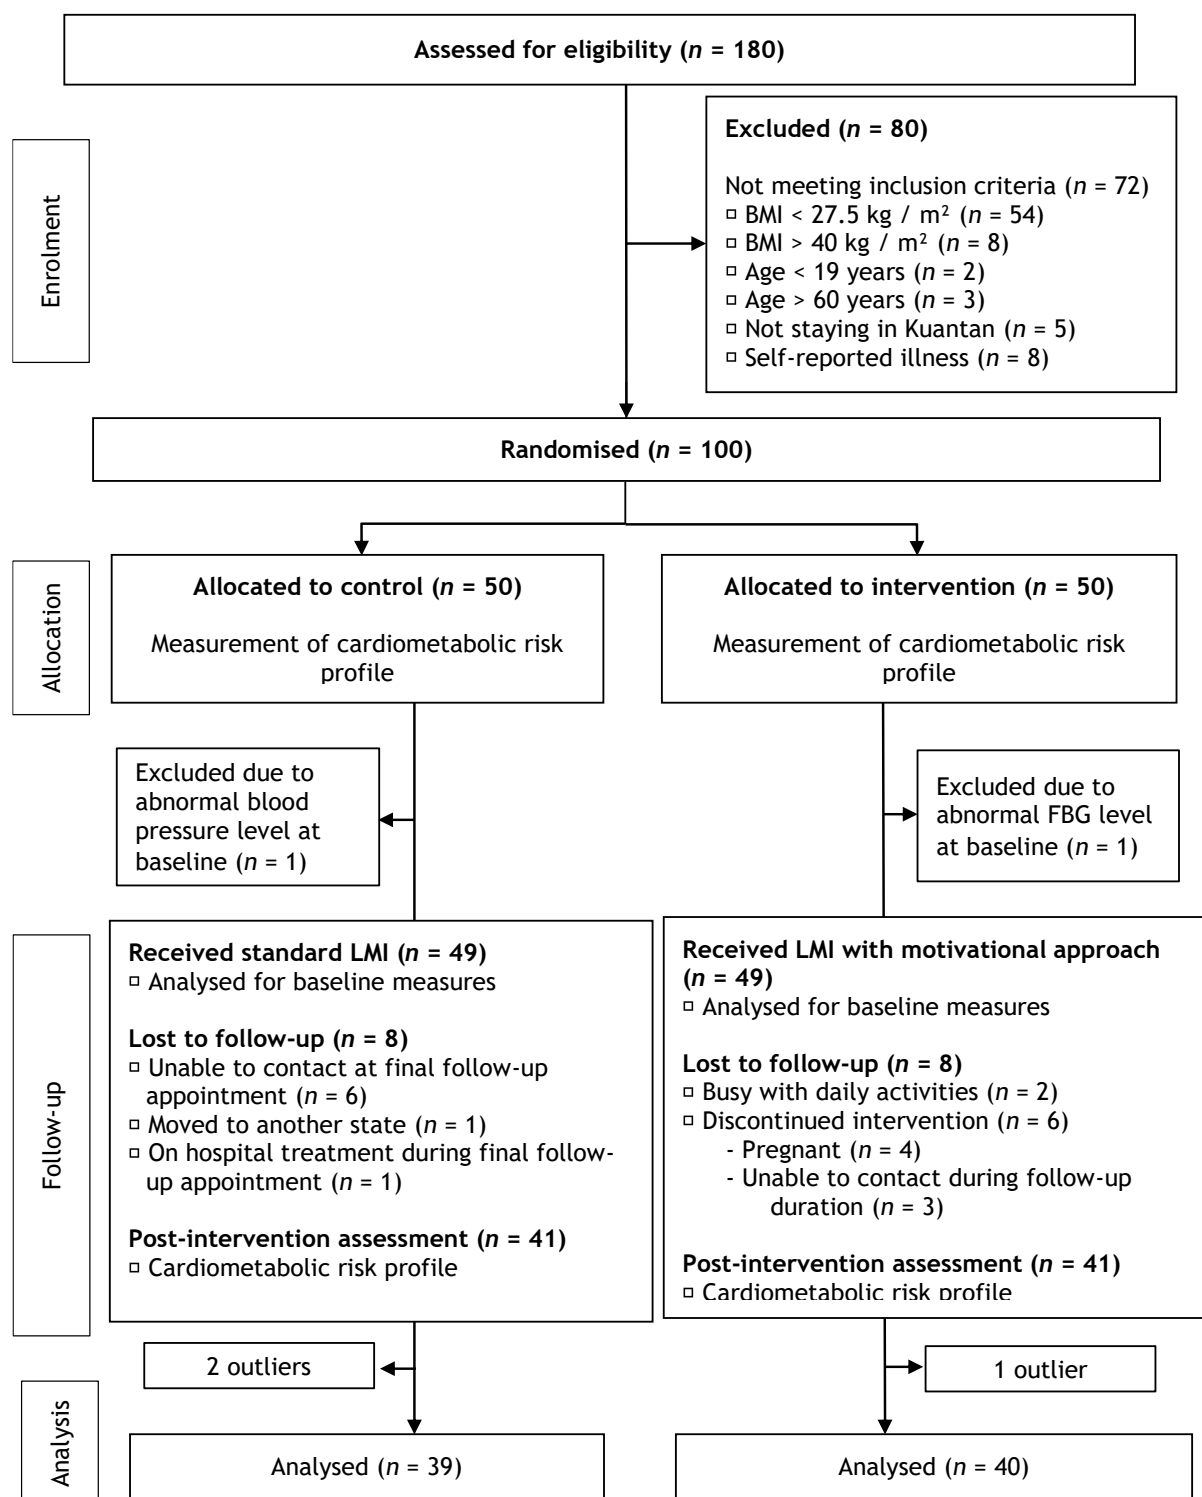 Assessed for eligibility (n = 180)
Enrolment
Excluded (n = 80)
Not meeting inclusion criteria (n = 72)
▫ BMI < 27.5 kg / m² (n = 54)
▫ BMI > 40 kg / m² (n = 8)
▫ Age < 19 years (n = 2)
▫ Age > 60 years (n = 3)
▫ Not staying in Kuantan (n = 5)
▫ Self-reported illness (n = 8)
Randomised (n = 100)
Allocation
Allocated to control (n = 50)
Measurement of cardiometabolic risk
profile
Allocated to intervention (n = 50)
Measurement of cardiometabolic risk
profile
Excluded due to
abnormal blood
pressure level at
baseline (n = 1)
Excluded due to
abnormal FBG level
at baseline (n = 1)
Follow-up
Received standard LMI (n = 49)
▫ Analysed for baseline measures
Lost to follow-up (n = 8)
▫ Unable to contact at final follow-up
appointment (n = 6)
▫ Moved to another state (n = 1)
▫ On hospital treatment during final follow-
up appointment (n = 1)
Post-intervention assessment (n = 41)
▫ Cardiometabolic risk profile
Received LMI with motivational approach
(n = 49)
▫ Analysed for baseline measures
Lost to follow-up (n = 8)
▫ Busy with daily activities (n = 2)
▫ Discontinued intervention (n = 6)
- Pregnant (n = 4)
- Unable to contact during follow-up
duration (n = 3)
Post-intervention assessment (n = 41)
▫ Cardiometabolic risk profile
2 outliers
1 outlier
Analysis
Analysed (n = 39)
Analysed (n = 40)